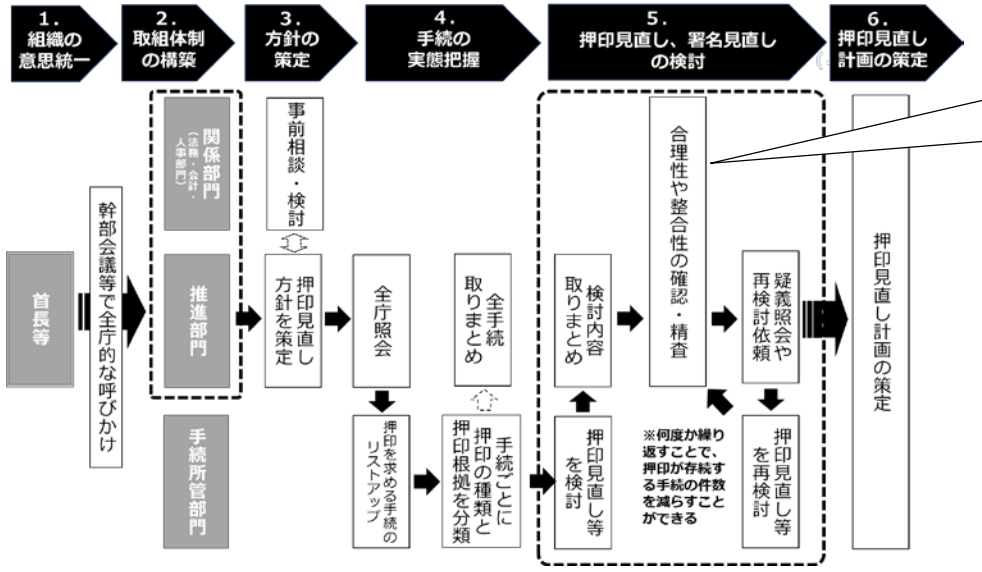 1.
組織の
意思統一
2.
取組体制
の構築
3.
方針の
策定
4.
手続の
実態把握
5.
押印見直し、署名見直し
の検討
6.
押印見直し
計画の策定
首長等
幹部会議等で全庁的な呼びかけ
関係部門
(法務・会計・
人事部門)
推進部門
手続所管部門
事前相談・検討
押印見直し
方針を策定
全庁照会
押印を求める手続の
リストアップ
全手続
取りまとめ
手続ごとに
押印の種類と
押印根拠を分類
検討内容
取りまとめ
押印見直し等
を検討
合理性や整合性の確認・精査
※何度か繰り
返すことで、
押印が存続す
る手続の件数
を減らすこと
ができる
疑義照会や
再検討依頼
押印見直し等
を再検討
押印見直し計画の策定